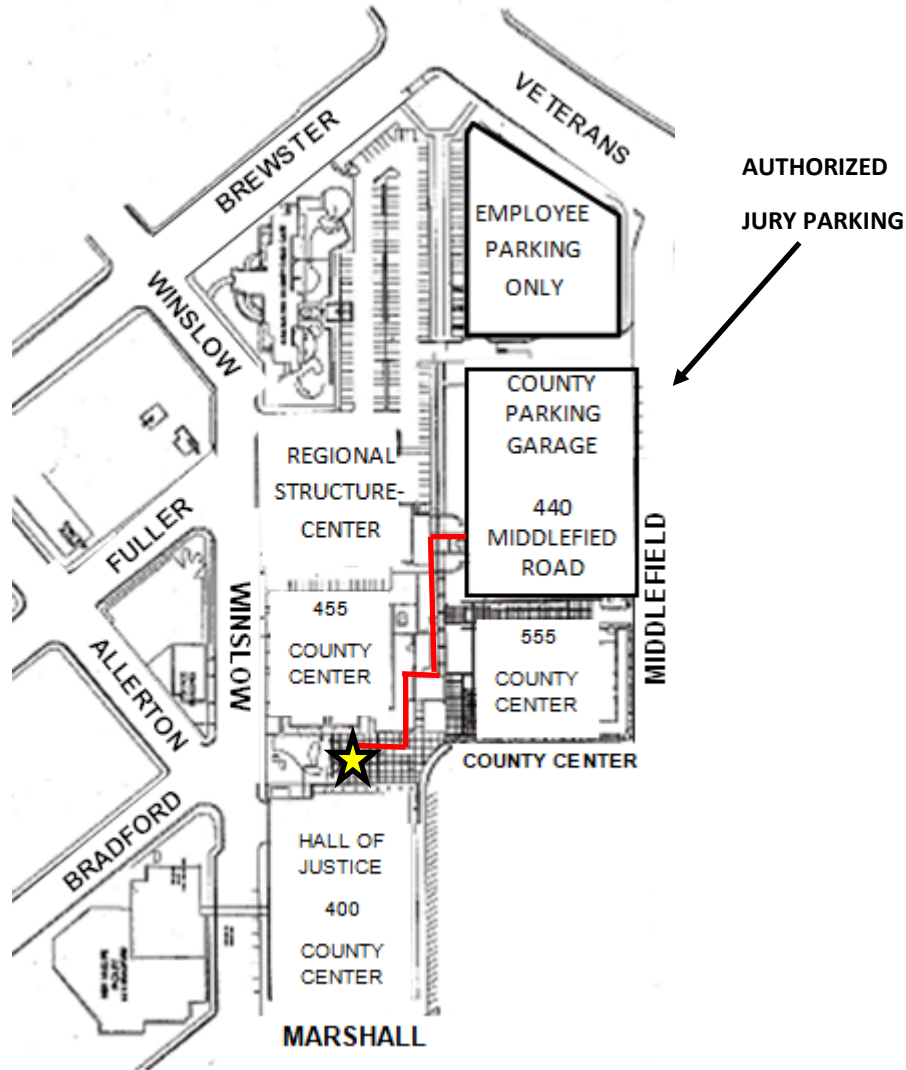 VETERANS
BREWSTER
AUTHORIZED
JURY PARKING
EMPLOYEE
PARKING
ONLY
WINSLOW
COUNTY
PARKING
GARAGE
440
MIDDLEFIED
ROAD
REGIONAL
STRUCTURE-
CENTER
FULLER
MIDDLEFIELD
WINSLOW
455
COUNTY
CENTER
555
COUNTY
CENTER
ALLERTON
COUNTY CENTER
BRADFORD
HALL OF
JUSTICE
400
COUNTY
CENTER
MARSHALL